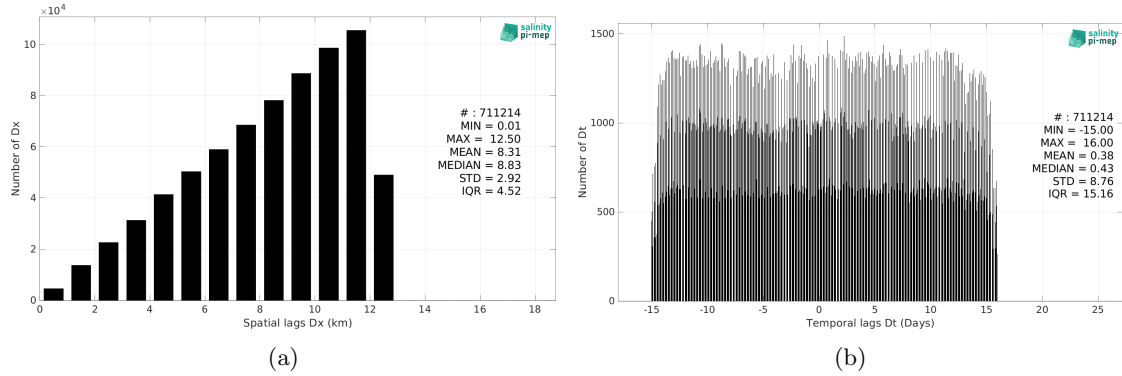 ×10⁴
10
8
6
4
2
0
Number of Dx
0 2 4 6 8 10 12 14 16 18
Spatial lags Dx (km)
salinity
pi-mep
# : 711214
MIN = 0.01
MAX = 12.50
MEAN = 8.31
MEDIAN = 8.83
STD = 2.92
IQR = 4.52
(a)
1500
1000
500
0
Number of Dt
-15 -10 -5 0 5 10 15 20 25
Temporal lags Dt (Days)
salinity
pi-mep
# : 711214
MIN = -15.00
MAX = 16.00
MEAN = 0.38
MEDIAN = 0.43
STD = 8.76
IQR = 15.16
(b)